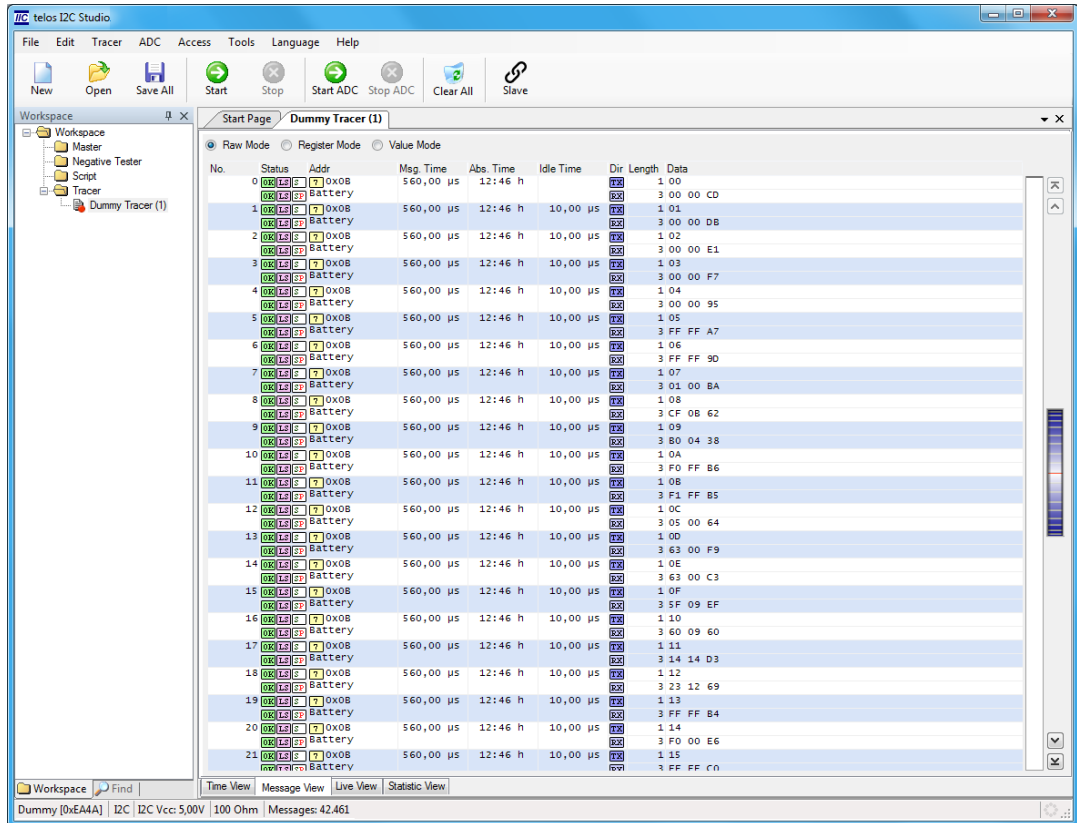 IIC telos I2C Studio
File Edit Tracer ADC Access Tools Language Help
New Open Save All Start Stop Start ADC Stop ADC Clear All Slave
Workspace
Start Page Dummy Tracer (1)
Workspace
Master
Negative Tester
Script
Tracer
Dummy Tracer (1)
Raw Mode Register Mode Value Mode
No. Status Addr Msg. Time Abs. Time Idle Time Dir Length Data
0 OK LS S 7 0x0B 560,00 µs 12:46 h TX 1 00
OK LS SP Battery RX 3 00 00 CD
1 OK LS S 7 0x0B 560,00 µs 12:46 h 10,00 µs TX 1 01
OK LS SP Battery RX 3 00 00 DB
2 OK LS S 7 0x0B 560,00 µs 12:46 h 10,00 µs TX 1 02
OK LS SP Battery RX 3 00 00 E1
3 OK LS S 7 0x0B 560,00 µs 12:46 h 10,00 µs TX 1 03
OK LS SP Battery RX 3 00 00 F7
4 OK LS S 7 0x0B 560,00 µs 12:46 h 10,00 µs TX 1 04
OK LS SP Battery RX 3 00 00 95
5 OK LS S 7 0x0B 560,00 µs 12:46 h 10,00 µs TX 1 05
OK LS SP Battery RX 3 FF FF A7
6 OK LS S 7 0x0B 560,00 µs 12:46 h 10,00 µs TX 1 06
OK LS SP Battery RX 3 FF FF 9D
7 OK LS S 7 0x0B 560,00 µs 12:46 h 10,00 µs TX 1 07
OK LS SP Battery RX 3 01 00 BA
8 OK LS S 7 0x0B 560,00 µs 12:46 h 10,00 µs TX 1 08
OK LS SP Battery RX 3 CF 0B 62
9 OK LS S 7 0x0B 560,00 µs 12:46 h 10,00 µs TX 1 09
OK LS SP Battery RX 3 B0 04 38
10 OK LS S 7 0x0B 560,00 µs 12:46 h 10,00 µs TX 1 0A
OK LS SP Battery RX 3 F0 FF B6
11 OK LS S 7 0x0B 560,00 µs 12:46 h 10,00 µs TX 1 0B
OK LS SP Battery RX 3 F1 FF B5
12 OK LS S 7 0x0B 560,00 µs 12:46 h 10,00 µs TX 1 0C
OK LS SP Battery RX 3 05 00 64
13 OK LS S 7 0x0B 560,00 µs 12:46 h 10,00 µs TX 1 0D
OK LS SP Battery RX 3 63 00 F9
14 OK LS S 7 0x0B 560,00 µs 12:46 h 10,00 µs TX 1 0E
OK LS SP Battery RX 3 63 00 C3
15 OK LS S 7 0x0B 560,00 µs 12:46 h 10,00 µs TX 1 0F
OK LS SP Battery RX 3 5F 09 EF
16 OK LS S 7 0x0B 560,00 µs 12:46 h 10,00 µs TX 1 10
OK LS SP Battery RX 3 60 09 60
17 OK LS S 7 0x0B 560,00 µs 12:46 h 10,00 µs TX 1 11
OK LS SP Battery RX 3 14 14 D3
18 OK LS S 7 0x0B 560,00 µs 12:46 h 10,00 µs TX 1 12
OK LS SP Battery RX 3 23 12 69
19 OK LS S 7 0x0B 560,00 µs 12:46 h 10,00 µs TX 1 13
OK LS SP Battery RX 3 FF FF B4
20 OK LS S 7 0x0B 560,00 µs 12:46 h 10,00 µs TX 1 14
OK LS SP Battery RX 3 F0 00 E6
21 OK LS S 7 0x0B 560,00 µs 12:46 h 10,00 µs TX 1 15
OK LS SP Battery RX 3 FF FF C0
Workspace Find Time View Message View Live View Statistic View
Dummy [0xEA4A] I2C I2C Vcc: 5,00V 100 Ohm Messages: 42.461